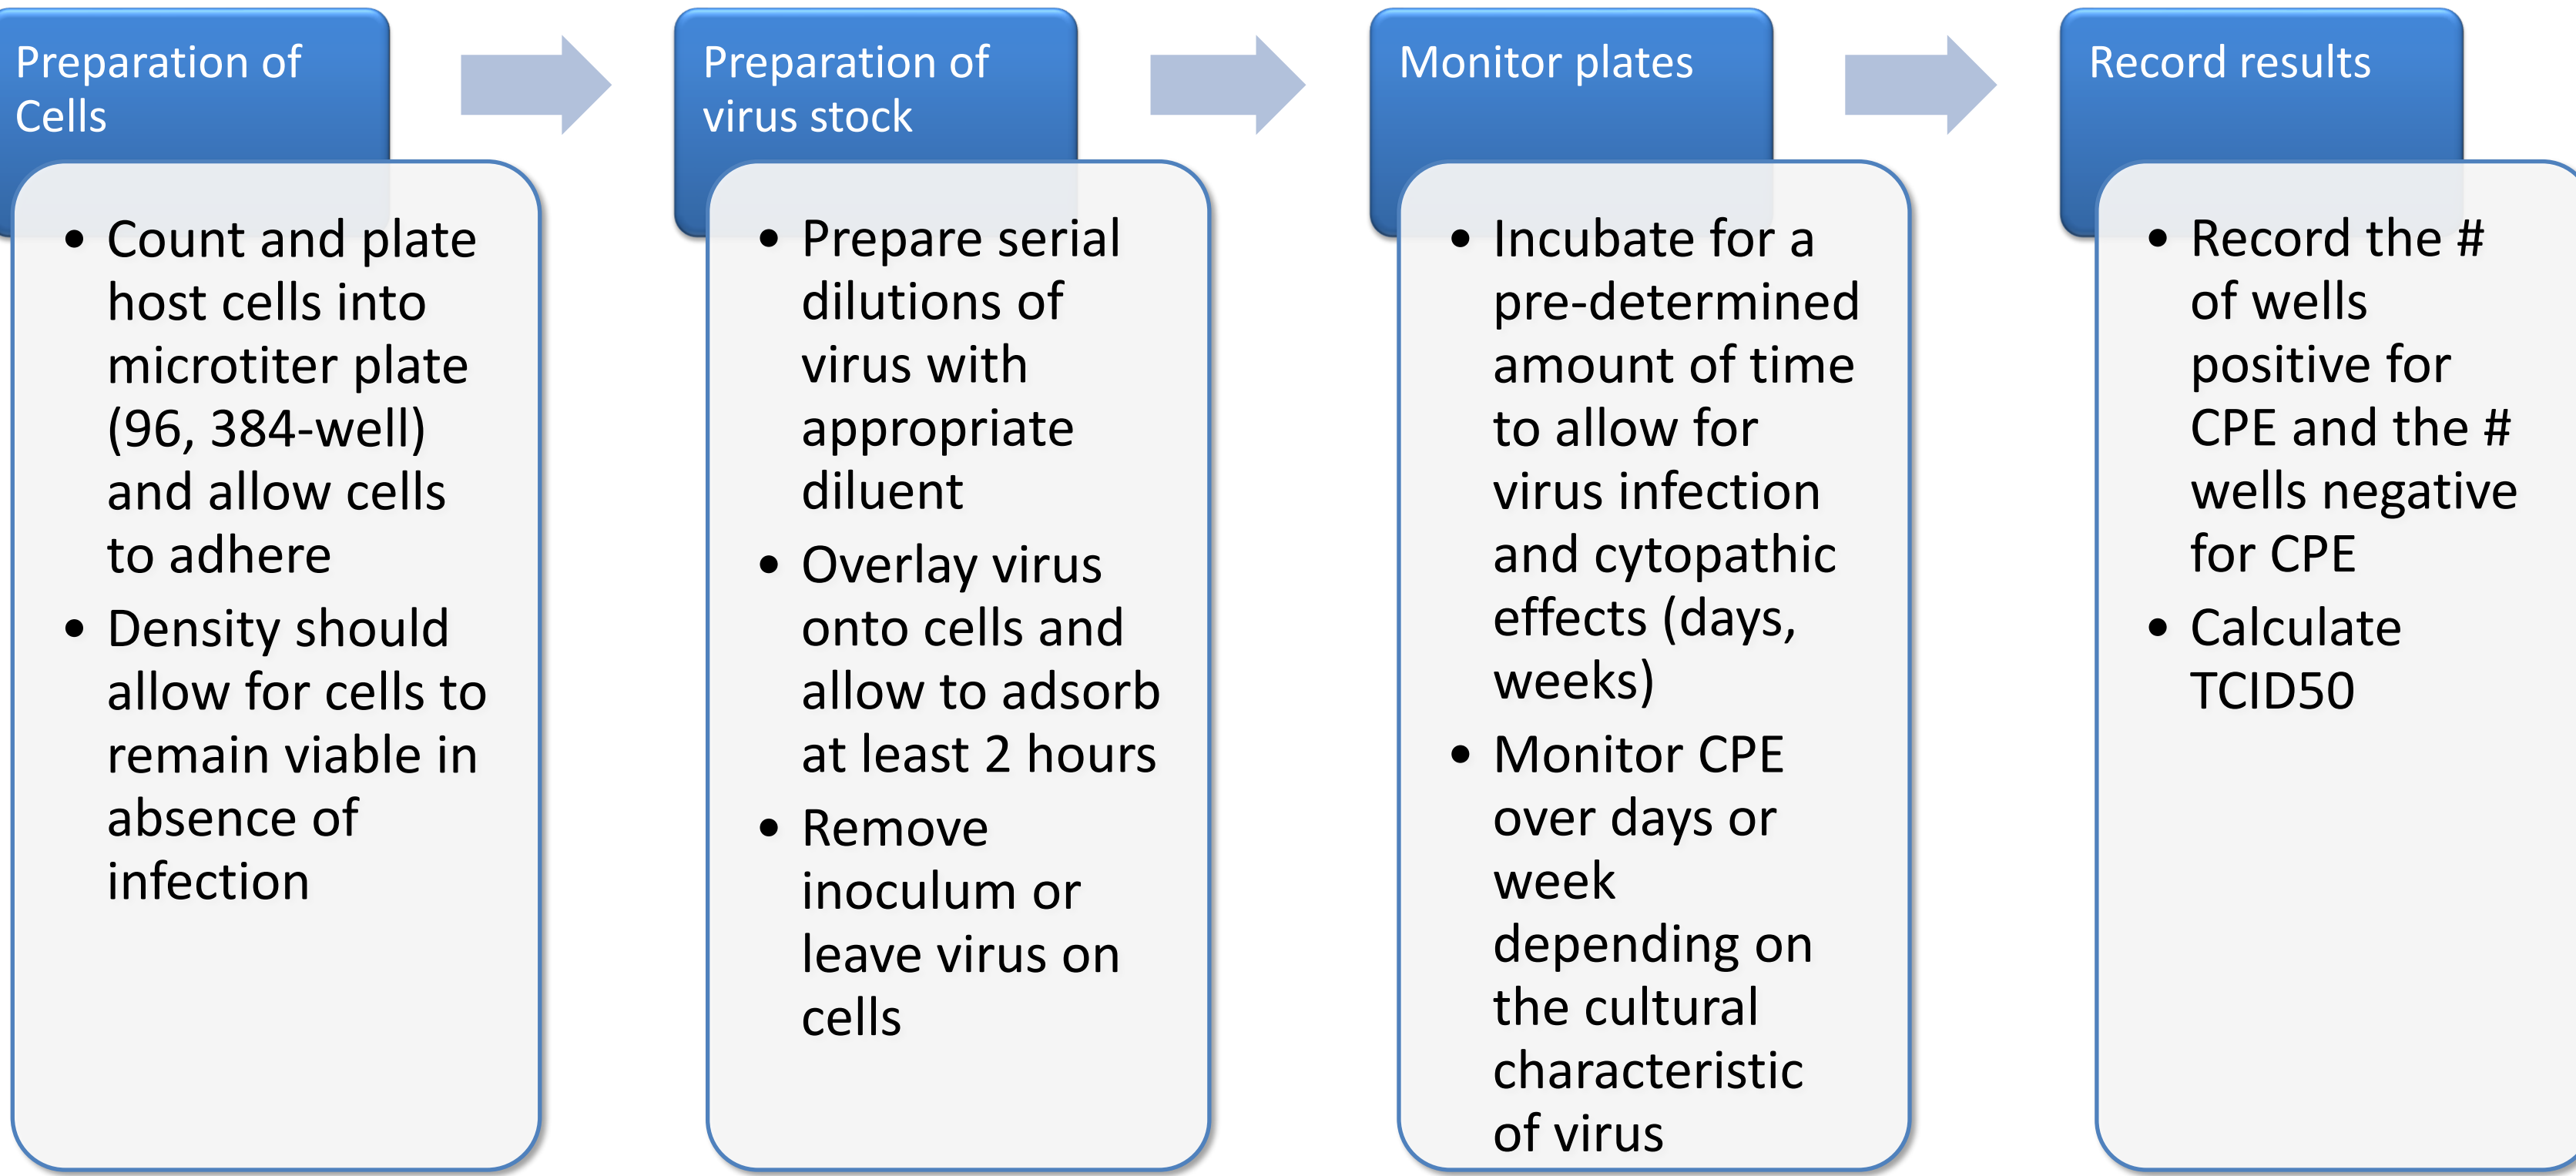 Preparation of
Cells
• Count and plate
host cells into
microtiter plate
(96, 384-well)
and allow cells
to adhere
• Density should
allow for cells to
remain viable in
absence of
infection
Preparation of
virus stock
• Prepare serial
dilutions of
virus with
appropriate
diluent
• Overlay virus
onto cells and
allow to adsorb
at least 2 hours
• Remove
inoculum or
leave virus on
cells
Monitor plates
• Incubate for a
pre-determined
amount of time
to allow for
virus infection
and cytopathic
effects (days,
weeks)
• Monitor CPE
over days or
week
depending on
the cultural
characteristic
of virus
Record results
• Record the #
of wells
positive for
CPE and the #
wells negative
for CPE
• Calculate
TCID50